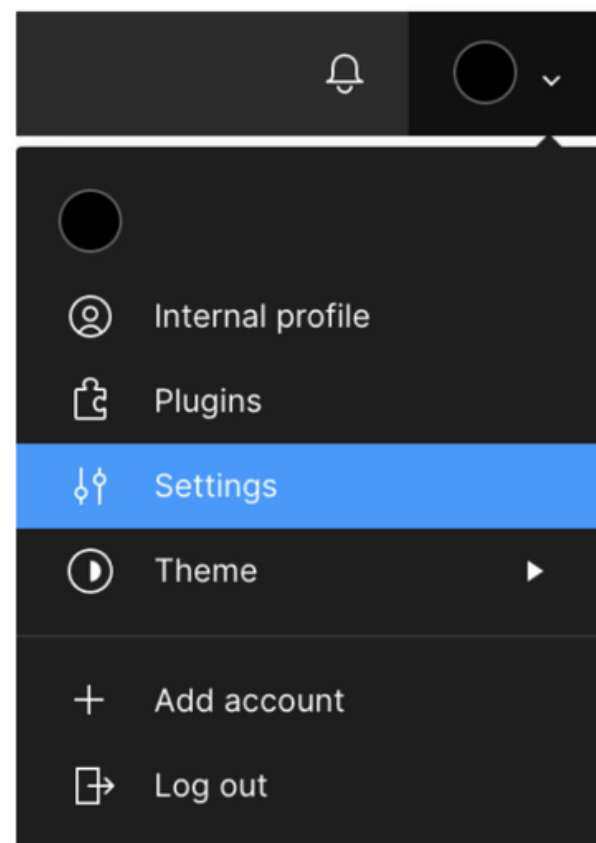 Internal profile
Plugins
Settings
Theme
Add account
Log out